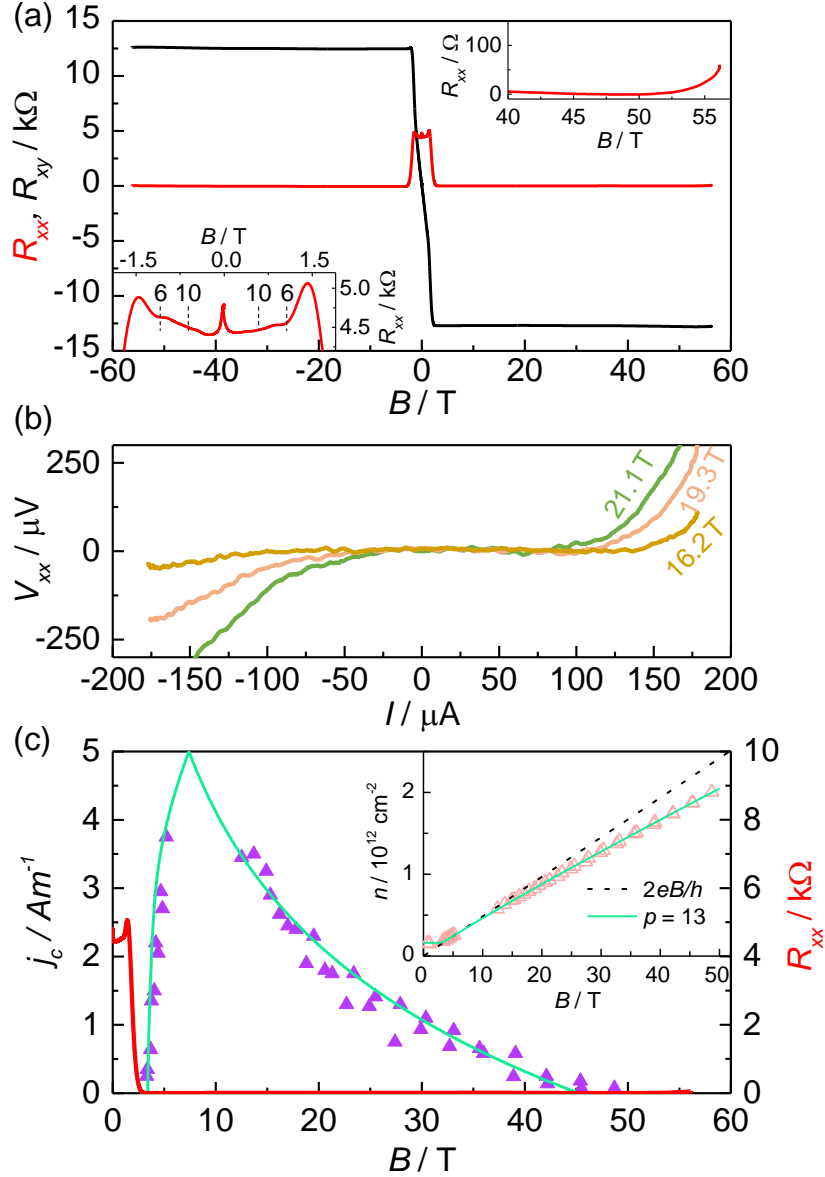 (a)
15
10
5
0
-5
-10
-15
R_xx, R_xy / kΩ
100
0
R_xx / Ω
40 45 50 55
B / T
B / T
-1.5 0.0 1.5
6 10 10 6
5.0
4.5
R_xx / kΩ
-60 -40 -20 0 20 40 60
B / T
(b)
250
0
-250
V_xx / μV
21.1 T
19.3 T
16.2 T
-200 -150 -100 -50 0 50 100 150 200
I / μA
(c)
5
4
3
2
1
0
j_c / Am⁻¹
2
1
0
n / 10¹² cm⁻²
2eB/h
p = 13
0 10 20 30 40 50
B / T
10
8
6
4
2
0
R_xx / kΩ
0 10 20 30 40 50 60
B / T